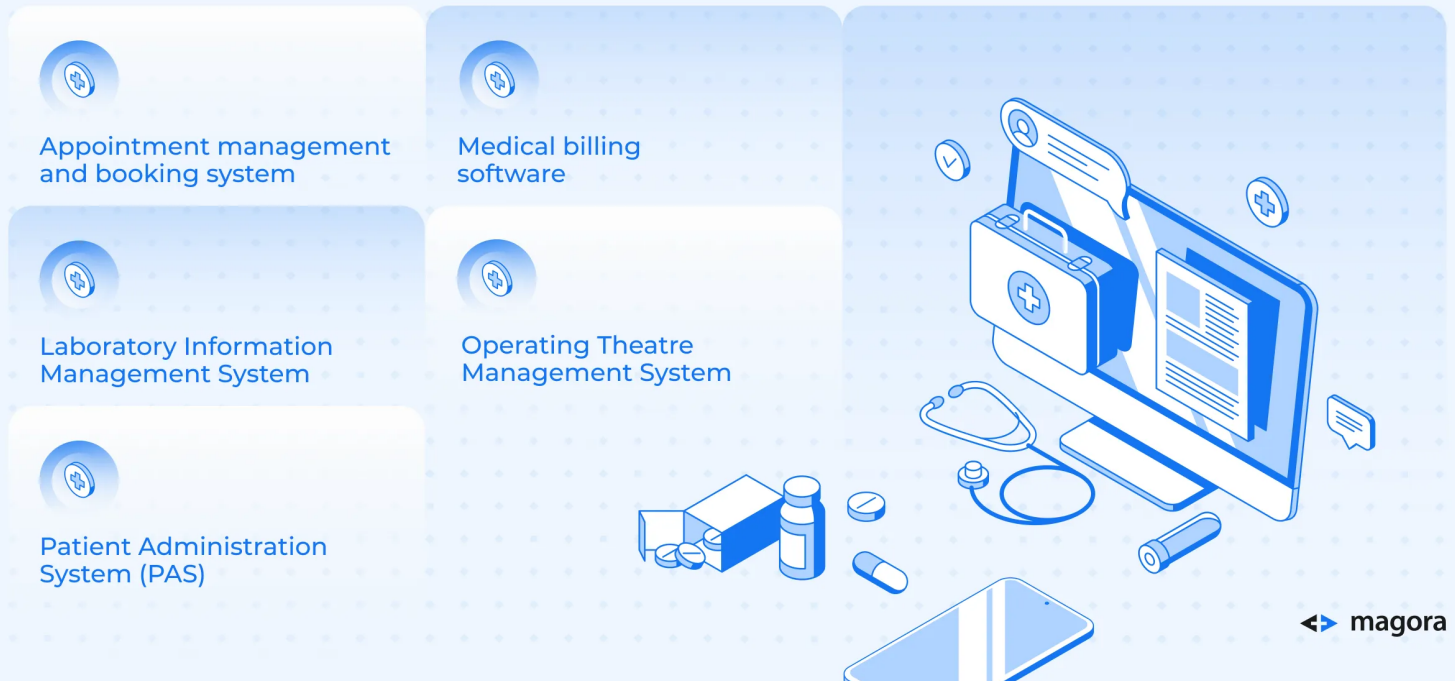 Appointment management
and booking system
Medical billing
software
Laboratory Information
Management System
Operating Theatre
Management System
Patient Administration
System (PAS)
magora